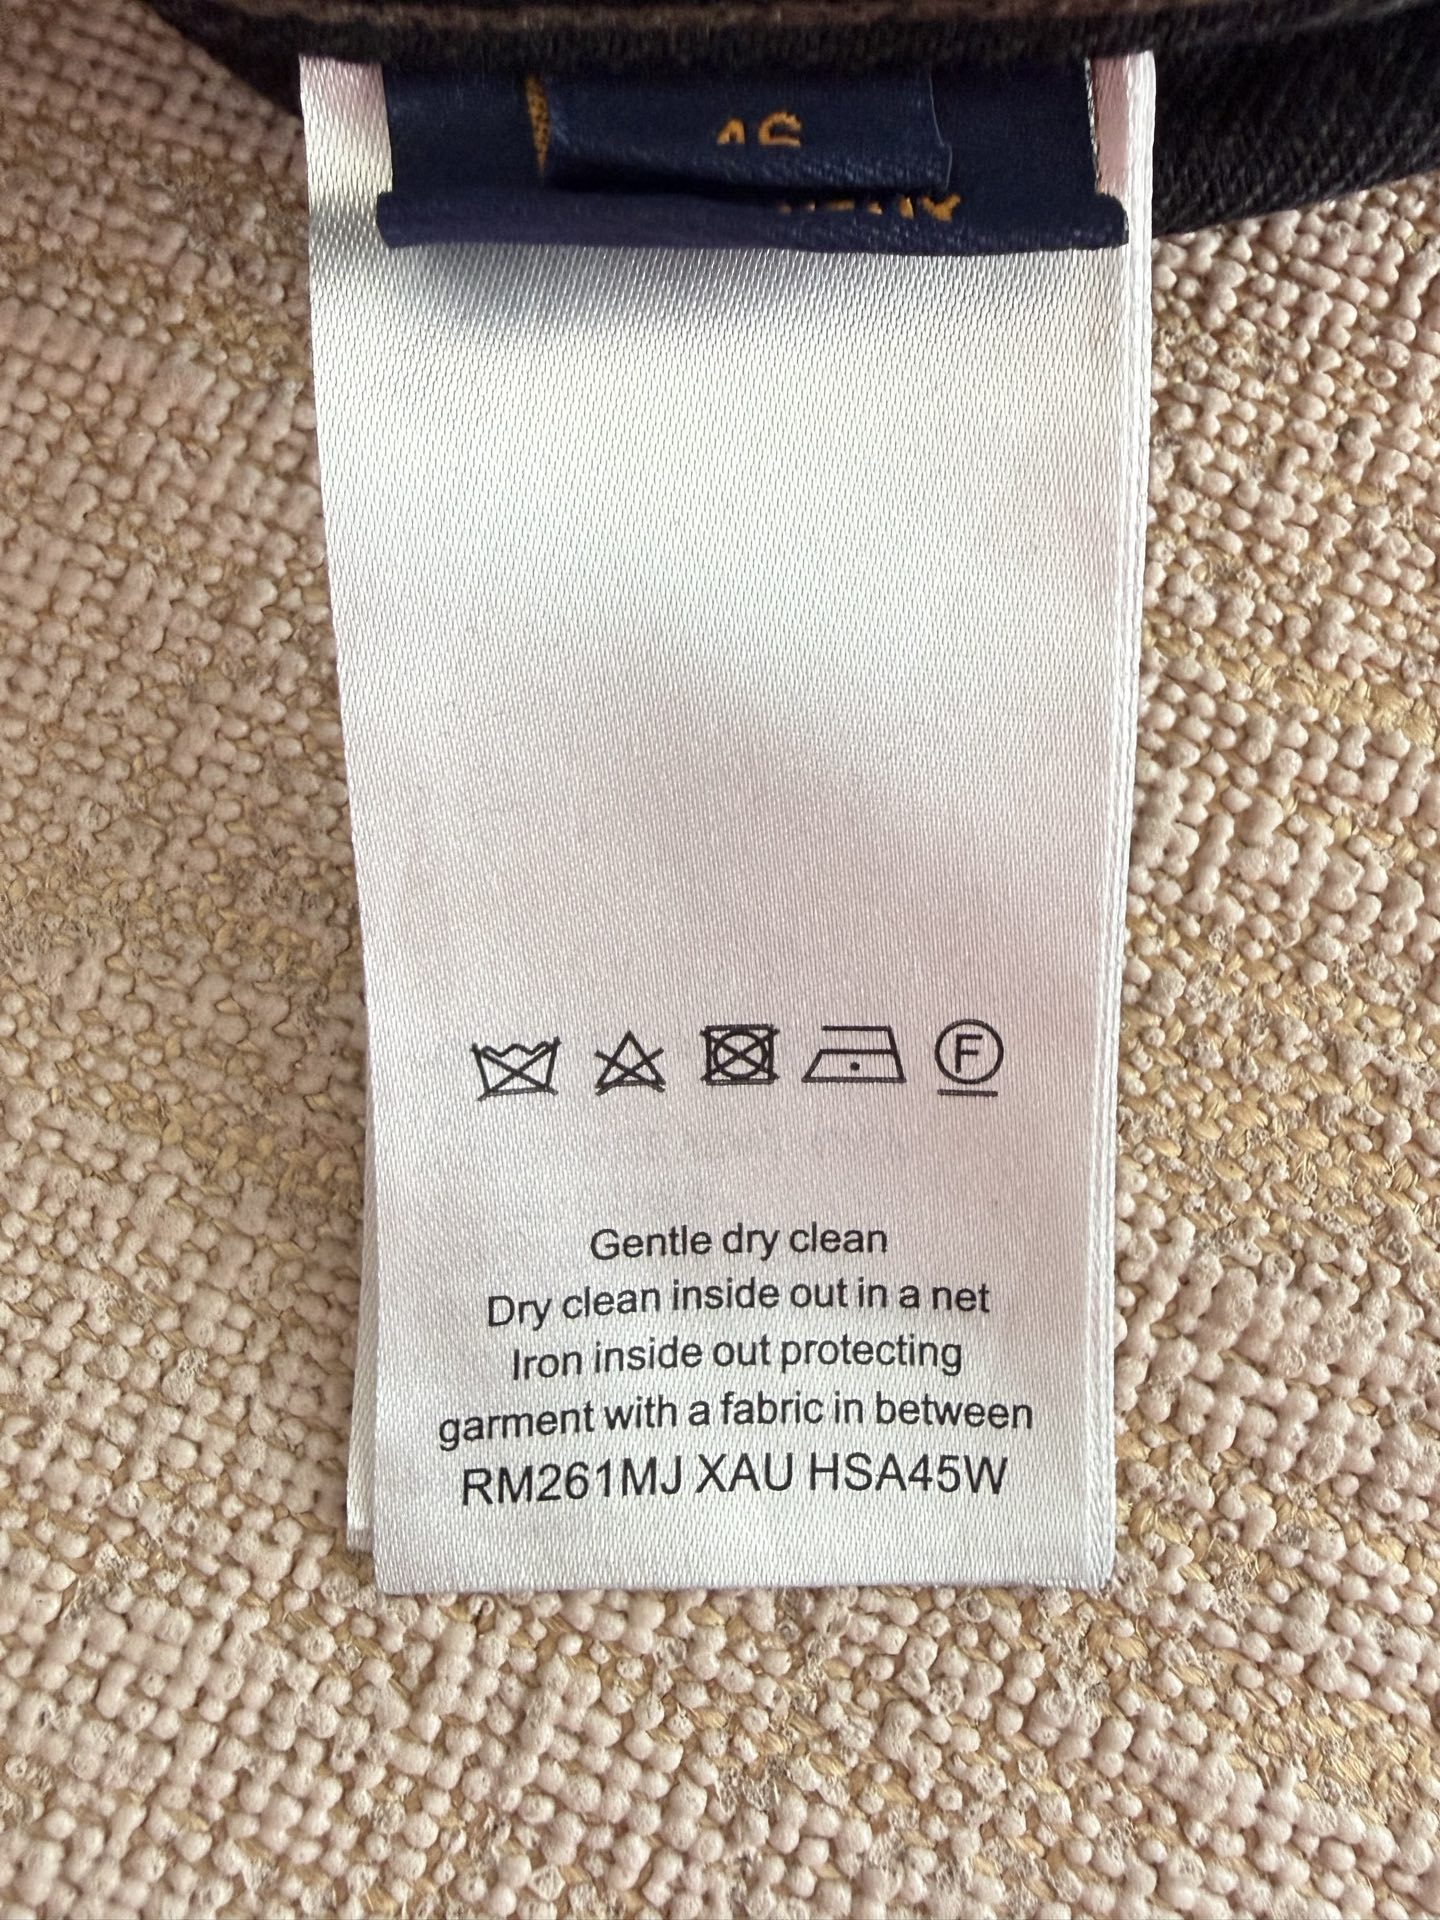 F
Gentle dry clean
Dry clean inside out in a net
Iron inside out protecting
garment with a fabric in between
RM261MJ XAU HSA45W